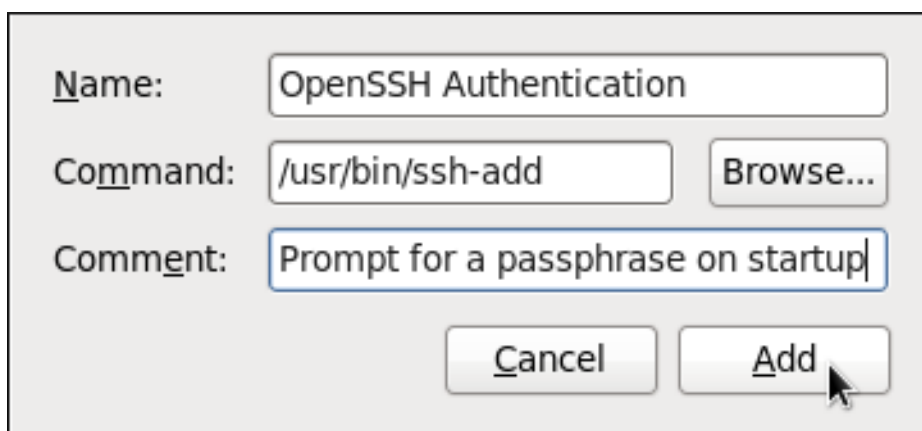 Name: OpenSSH Authentication
Command: /usr/bin/ssh-add Browse...
Comment: Prompt for a passphrase on startup
Cancel Add